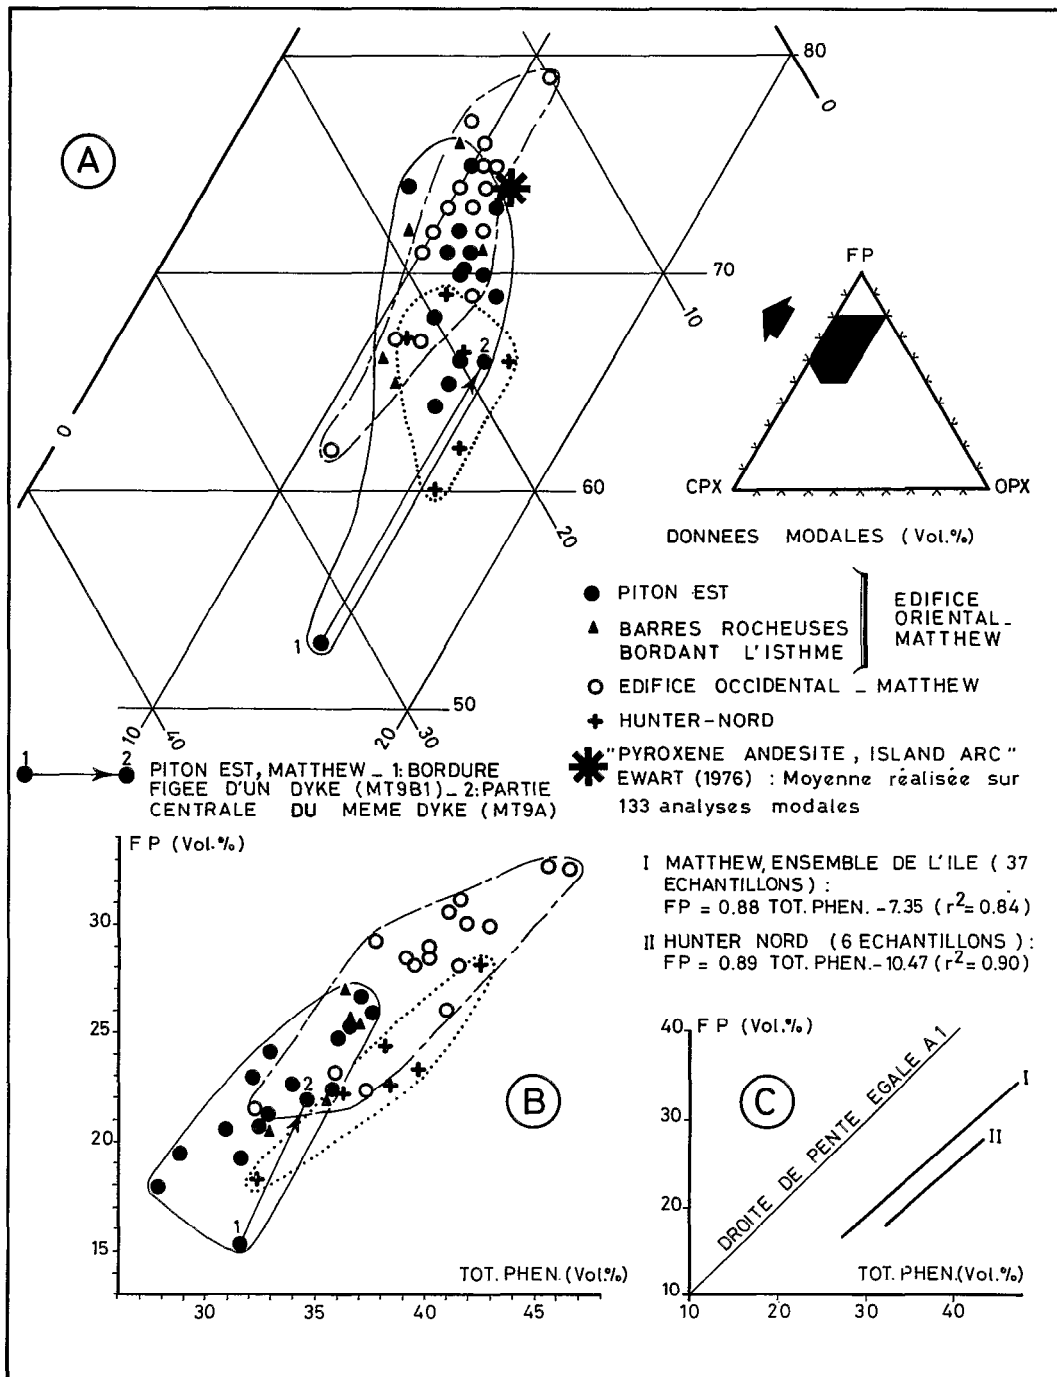 80
0
A
FP
70
10
2
CPX
OPX
0
60
20
DONNEES MODALES (Vol.%)
PITON EST
BARRES ROCHEUSES
BORDANT L'ISTHME
EDIFICE
ORIENTAL_
MATTHEW
1
EDIFICE OCCIDENTAL _ MATTHEW
50
10
40
20
30
HUNTER-NORD
1
2
PITON EST, MATTHEW _ 1: BORDURE
FIGEE D'UN DYKE (MT9B1)_ 2: PARTIE
CENTRALE DU MEME DYKE (MT9A)
"PYROXENE ANDESITE, ISLAND ARC"
EWART (1976) : Moyenne réalisée sur
133 analyses modales
FP (Vol.%)
30
25
20
15
2
1
B
TOT. PHEN. (Vol.%)
30
35
40
45
I MATTHEW, ENSEMBLE DE L'ILE ( 37
ECHANTILLONS ) :
FP = 0.88 TOT. PHEN. -7.35 ( r²= 0.84 )
II HUNTER NORD ( 6 ECHANTILLONS ) :
FP = 0.89 TOT. PHEN.-10.47 ( r²= 0.90 )
40
FP (Vol.%)
30
20
10
C
DROITE DE PENTE EGALE A 1
I
II
TOT. PHEN.(Vol.%)
10
20
30
40